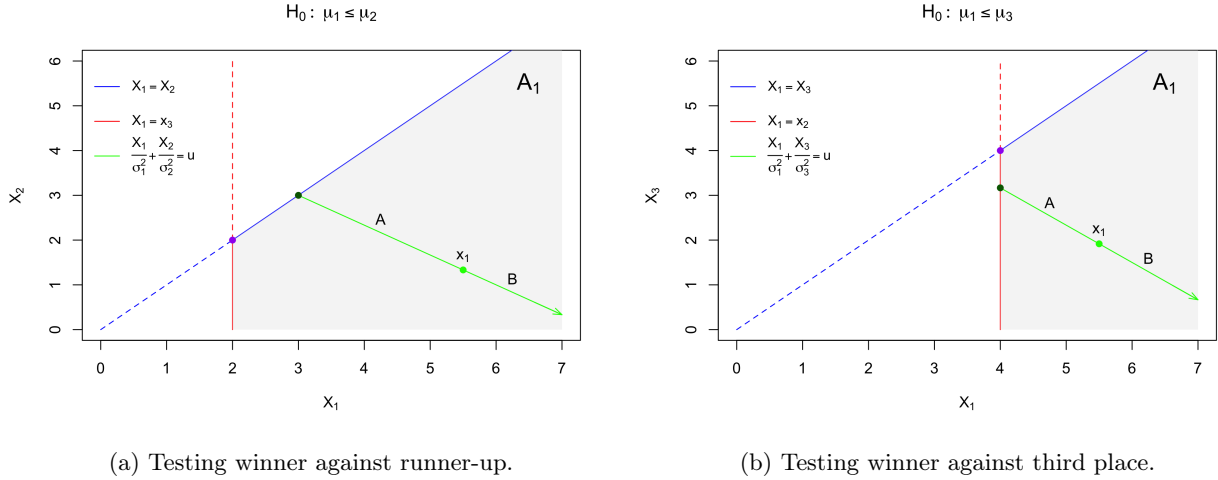 H₀: μ₁ ≤ μ₂
X₂
0 1 2 3 4 5 6
X₁ = X₂
X₁ = x₃
X₁/σ₁² + X₂/σ₂² = u
A₁
A
x₁
B
0 1 2 3 4 5 6 7
X₁
(a) Testing winner against runner-up.
H₀: μ₁ ≤ μ₃
X₃
0 1 2 3 4 5 6
X₁ = X₃
X₁ = x₂
X₁/σ₁² + X₃/σ₃² = u
A₁
A
x₁
B
0 1 2 3 4 5 6 7
X₁
(b) Testing winner against third place.